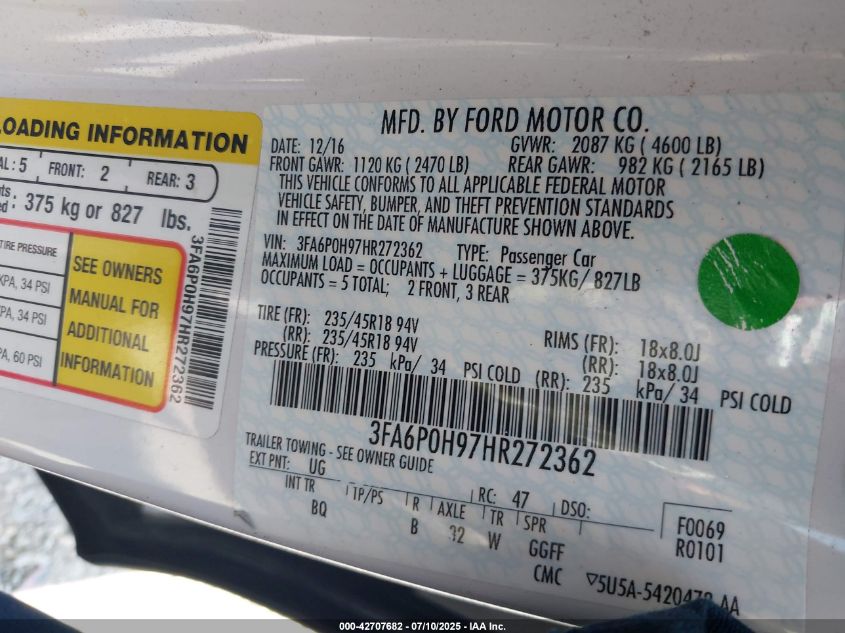 LOADING INFORMATION
AL: 5 FRONT: 2 REAR: 3
: 375 kg or 827 lbs.
TIRE PRESSURE
KPA, 34 PSI
PA, 34 PSI
PA, 60 PSI
SEE OWNERS
MANUAL FOR
ADDITIONAL
INFORMATION
3FA6P0H97HR272362
MFD. BY FORD MOTOR CO.
DATE: 12/16 GVWR: 2087 KG ( 4600 LB)
FRONT GAWR: 1120 KG ( 2470 LB) REAR GAWR: 982 KG ( 2165 LB)
THIS VEHICLE CONFORMS TO ALL APPLICABLE FEDERAL MOTOR
VEHICLE SAFETY, BUMPER, AND THEFT PREVENTION STANDARDS
IN EFFECT ON THE DATE OF MANUFACTURE SHOWN ABOVE.
VIN: 3FA6P0H97HR272362 TYPE: Passenger Car
MAXIMUM LOAD = OCCUPANTS + LUGGAGE = 375KG/ 827LB
OCCUPANTS = 5 TOTAL; 2 FRONT, 3 REAR
TIRE (FR): 235/45R18 94V RIMS (FR): 18x8.0J
(RR): 235/45R18 94V (RR): 18x8.0J
PRESSURE (FR): 235 kPa/ 34 PSI COLD (RR): 235 kPa/ 34 PSI COLD
3FA6P0H97HR272362
TRAILER TOWING - SEE OWNER GUIDE
EXT PNT: UG RC: 47 DSO:
INT TR TP/PS R AXLE TR SPR F0069
BQ B 32 W GGFF R0101
CMC
5U5A-5420472-AA
000-42707682 - 07/10/2025 - IAA Inc.